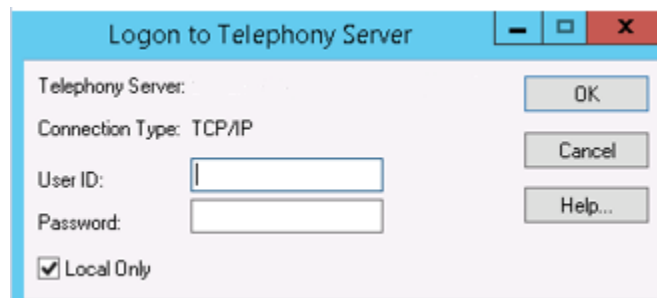 Logon to Telephony Server
Telephony Server:
OK
Connection Type: TCP/IP
Cancel
User ID:
Help...
Password:
Local Only